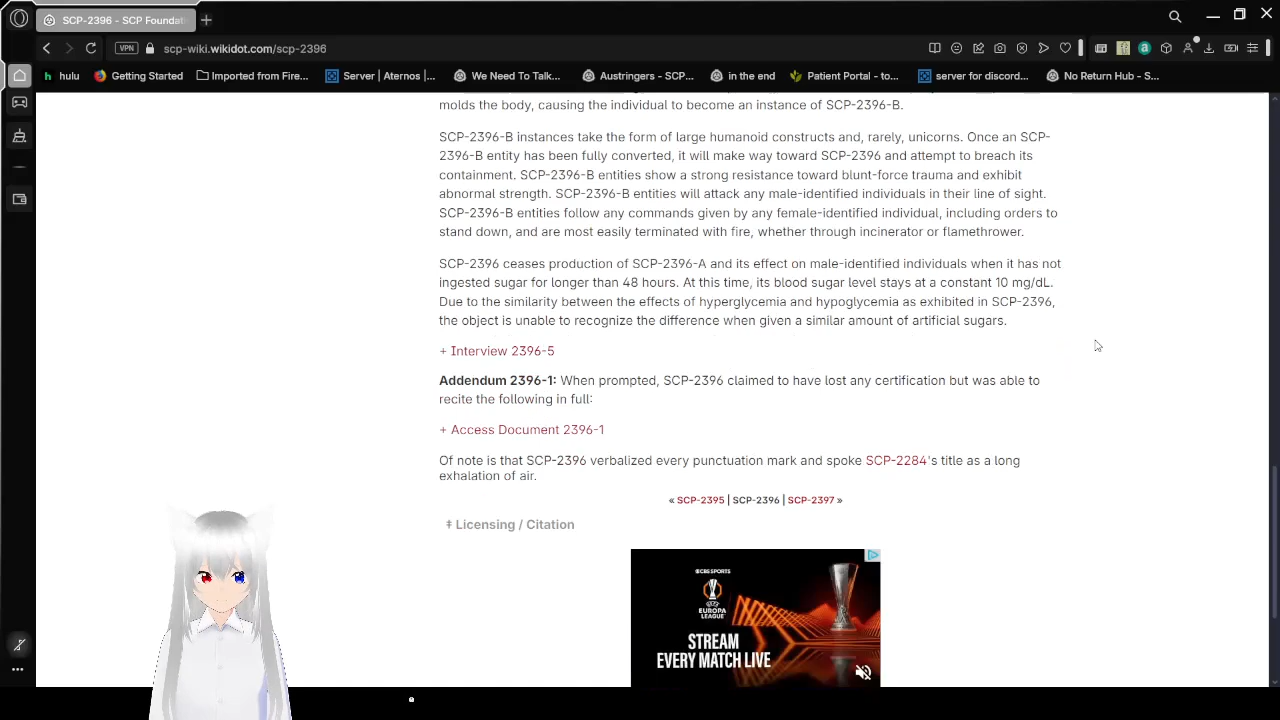 SCP-2396 - SCP Foundat
VPN
scp-wiki.wikidot.com/scp-2396
hulu
Getting Started
Imported from Fire...
Server | Aternos |...
We Need To Talk...
Austringers - SCP...
in the end
Patient Portal - to...
server for discord...
No Return Hub - S...
molds the body, causing the individual to become an instance of SCP-2396-B.
SCP-2396-B instances take the form of large humanoid constructs and, rarely, unicorns. Once an SCP-
2396-B entity has been fully converted, it will make way toward SCP-2396 and attempt to breach its
containment. SCP-2396-B entities show a strong resistance toward blunt-force trauma and exhibit
abnormal strength. SCP-2396-B entities will attack any male-identified individuals in their line of sight.
SCP-2396-B entities follow any commands given by any female-identified individual, including orders to
stand down, and are most easily terminated with fire, whether through incinerator or flamethrower.
SCP-2396 ceases production of SCP-2396-A and its effect on male-identified individuals when it has not
ingested sugar for longer than 48 hours. At this time, its blood sugar level stays at a constant 10 mg/dL.
Due to the similarity between the effects of hyperglycemia and hypoglycemia as exhibited in SCP-2396,
the object is unable to recognize the difference when given a similar amount of artificial sugars.
+ Interview 2396-5
Addendum 2396-1: When prompted, SCP-2396 claimed to have lost any certification but was able to
recite the following in full:
+ Access Document 2396-1
Of note is that SCP-2396 verbalized every punctuation mark and spoke SCP-2284's title as a long
exhalation of air.
« SCP-2395 | SCP-2396 | SCP-2397 »
‡ Licensing / Citation
CBS SPORTS
EUROPA
LEAGUE
STREAM
EVERY MATCH LIVE